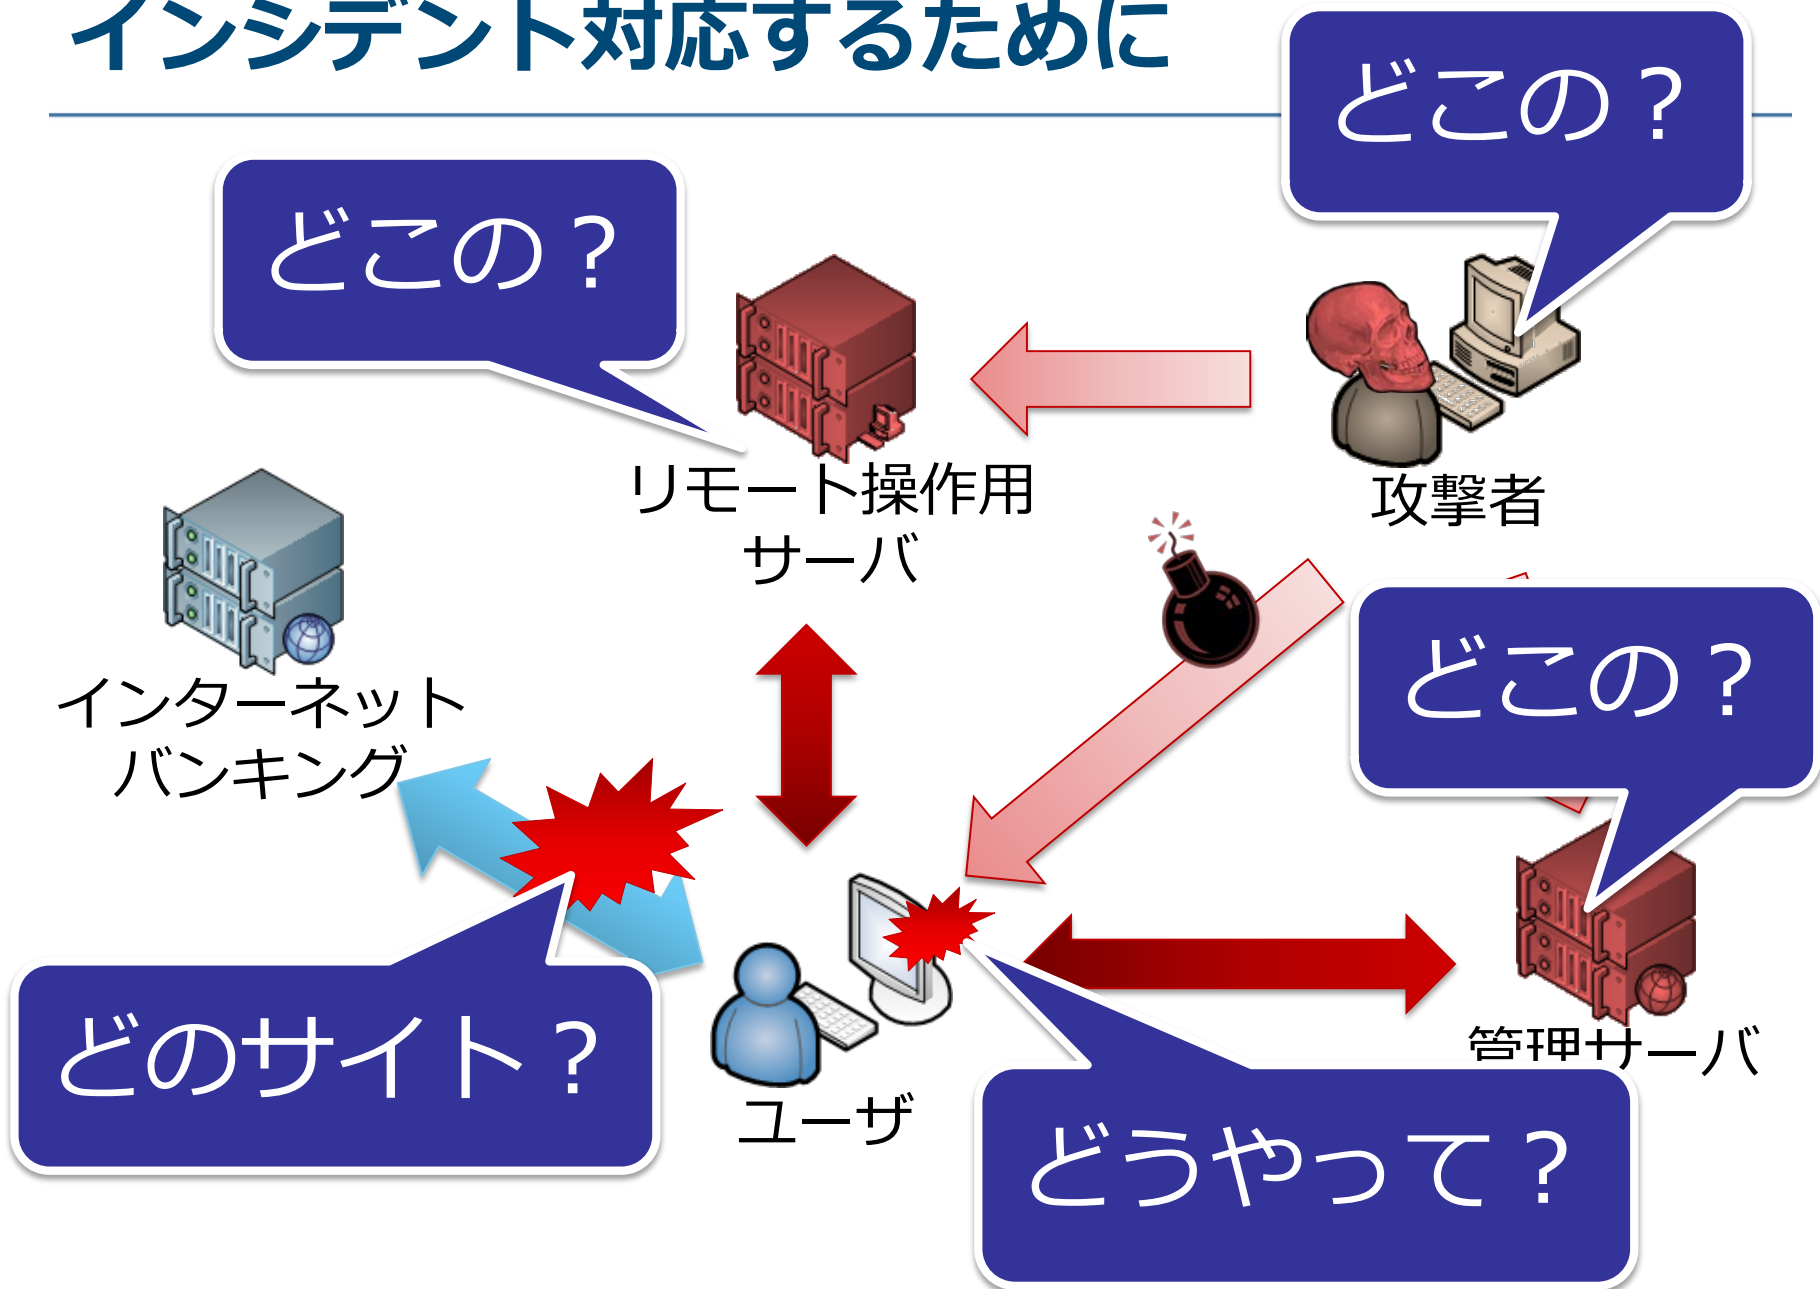 インシデント対応するために
どこの？
どこの？
リモート操作用
サーバ
攻撃者
インターネット
バンキング
どこの？
どのサイト？
ユーザ
管理サーバ
どうやって？